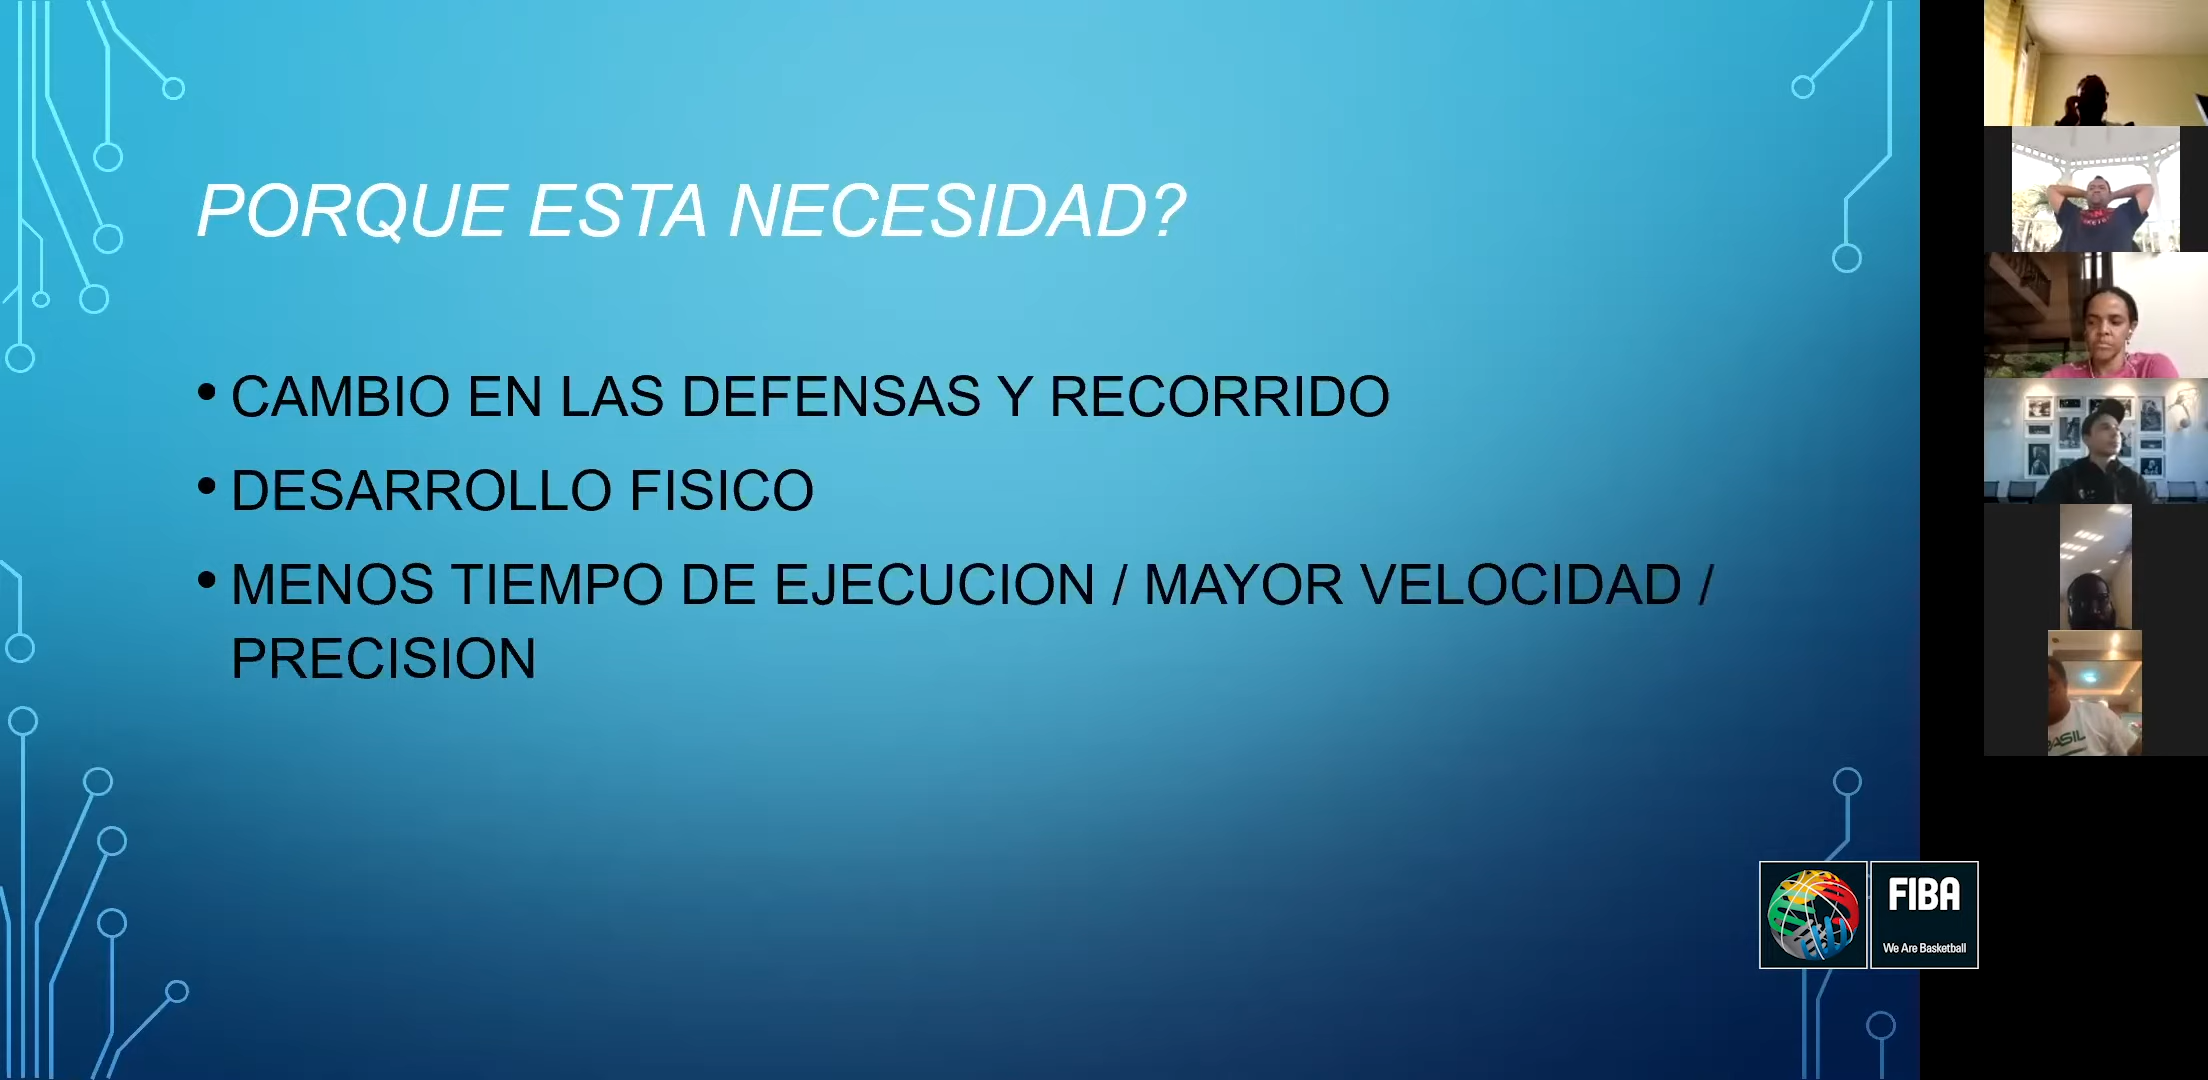 PORQUE ESTA NECESIDAD?
• CAMBIO EN LAS DEFENSAS Y RECORRIDO
• DESARROLLO FISICO
• MENOS TIEMPO DE EJECUCION / MAYOR VELOCIDAD /
PRECISION
FIBA
We Are Basketball